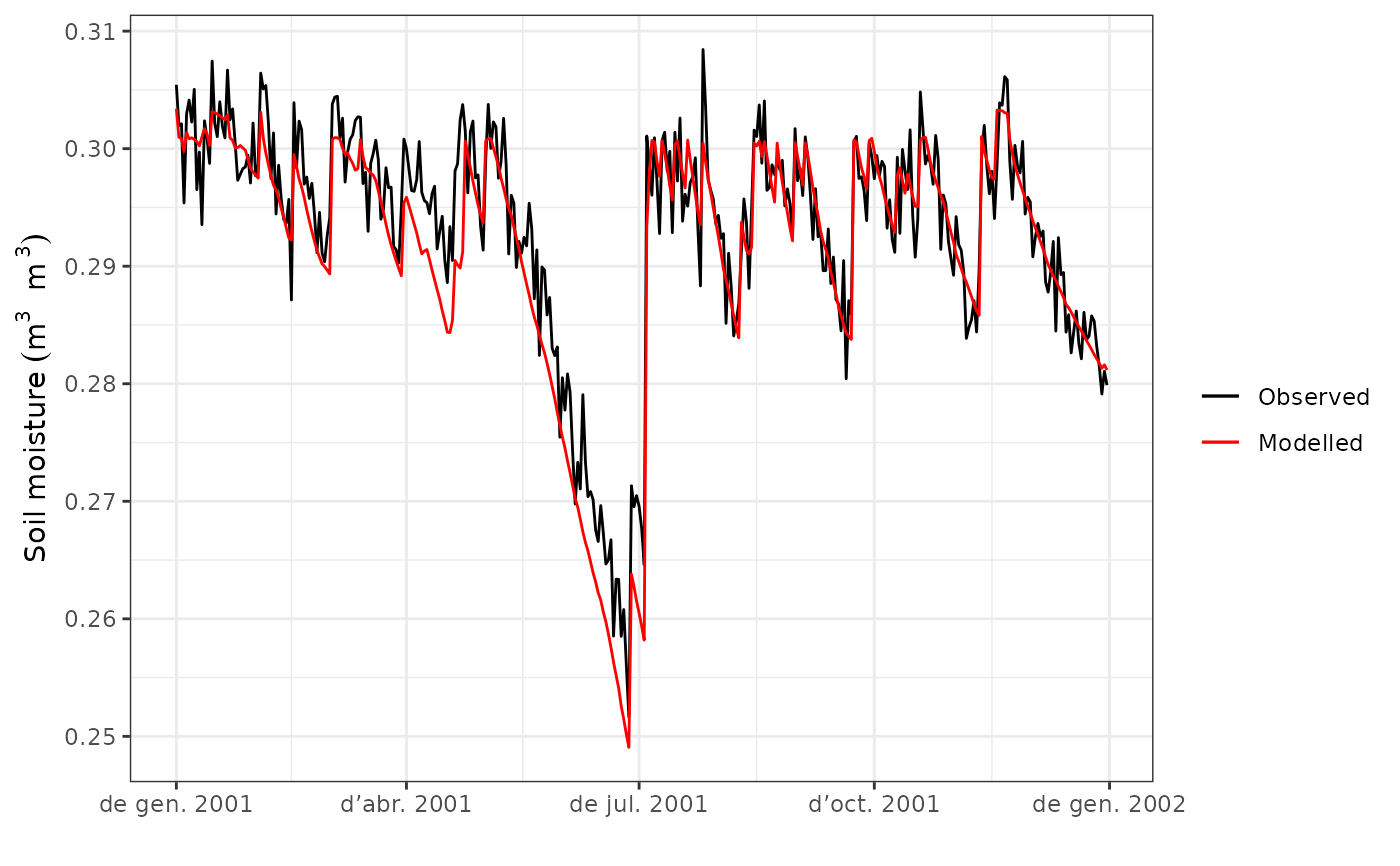 0.31
0.30
0.29
0.28
0.27
0.26
0.25
Soil moisture (m³ m³)
de gen. 2001
d’abr. 2001
de jul. 2001
d’oct. 2001
de gen. 2002
Observed
Modelled